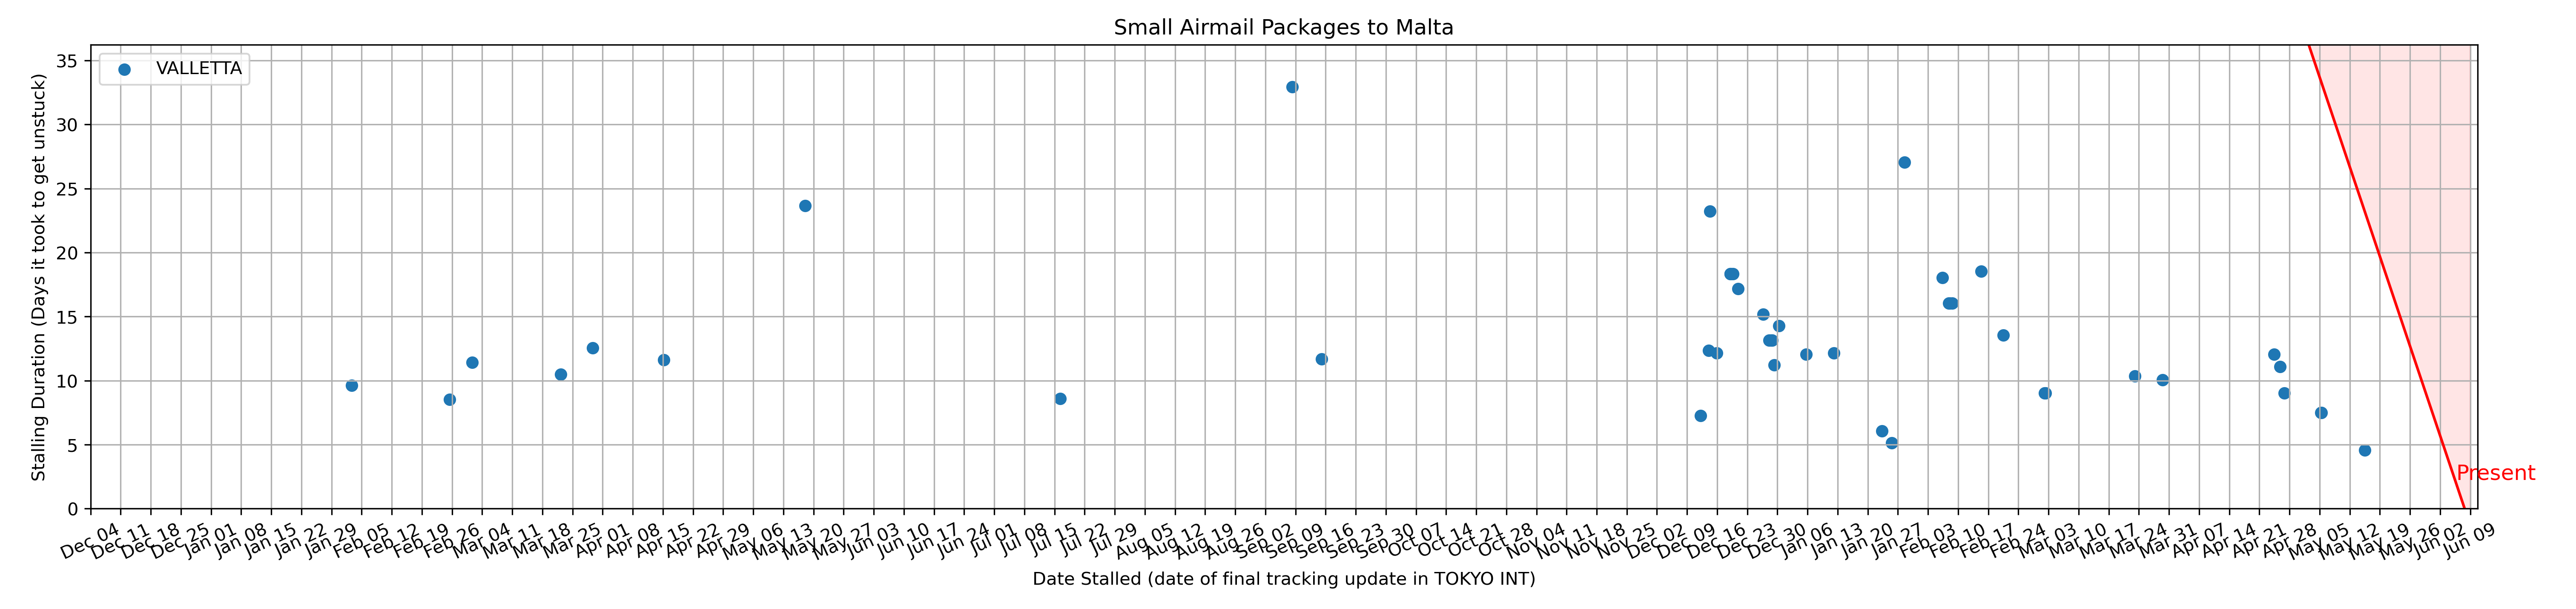 Small Airmail Packages to Malta
VALLETTA
Stalling Duration (Days it took to get unstuck)
35
30
25
20
15
10
5
0
Present
Dec 04
Dec 11
Dec 18
Dec 25
Jan 01
Jan 08
Jan 15
Jan 22
Jan 29
Feb 05
Feb 12
Feb 19
Feb 26
Mar 04
Mar 11
Mar 18
Mar 25
Apr 01
Apr 08
Apr 15
Apr 22
Apr 29
May 06
May 13
May 20
May 27
Jun 03
Jun 10
Jun 17
Jun 24
Jul 01
Jul 08
Jul 15
Jul 22
Jul 29
Aug 05
Aug 12
Aug 19
Aug 26
Sep 02
Sep 09
Sep 16
Sep 23
Sep 30
Oct 07
Oct 14
Oct 21
Oct 28
Nov 04
Nov 11
Nov 18
Nov 25
Dec 02
Dec 09
Dec 16
Dec 23
Dec 30
Jan 06
Jan 13
Jan 20
Jan 27
Feb 03
Feb 10
Feb 17
Feb 24
Mar 03
Mar 10
Mar 17
Mar 24
Mar 31
Apr 07
Apr 14
Apr 21
Apr 28
May 05
May 12
May 19
May 26
Jun 02
Jun 09
Date Stalled (date of final tracking update in TOKYO INT)